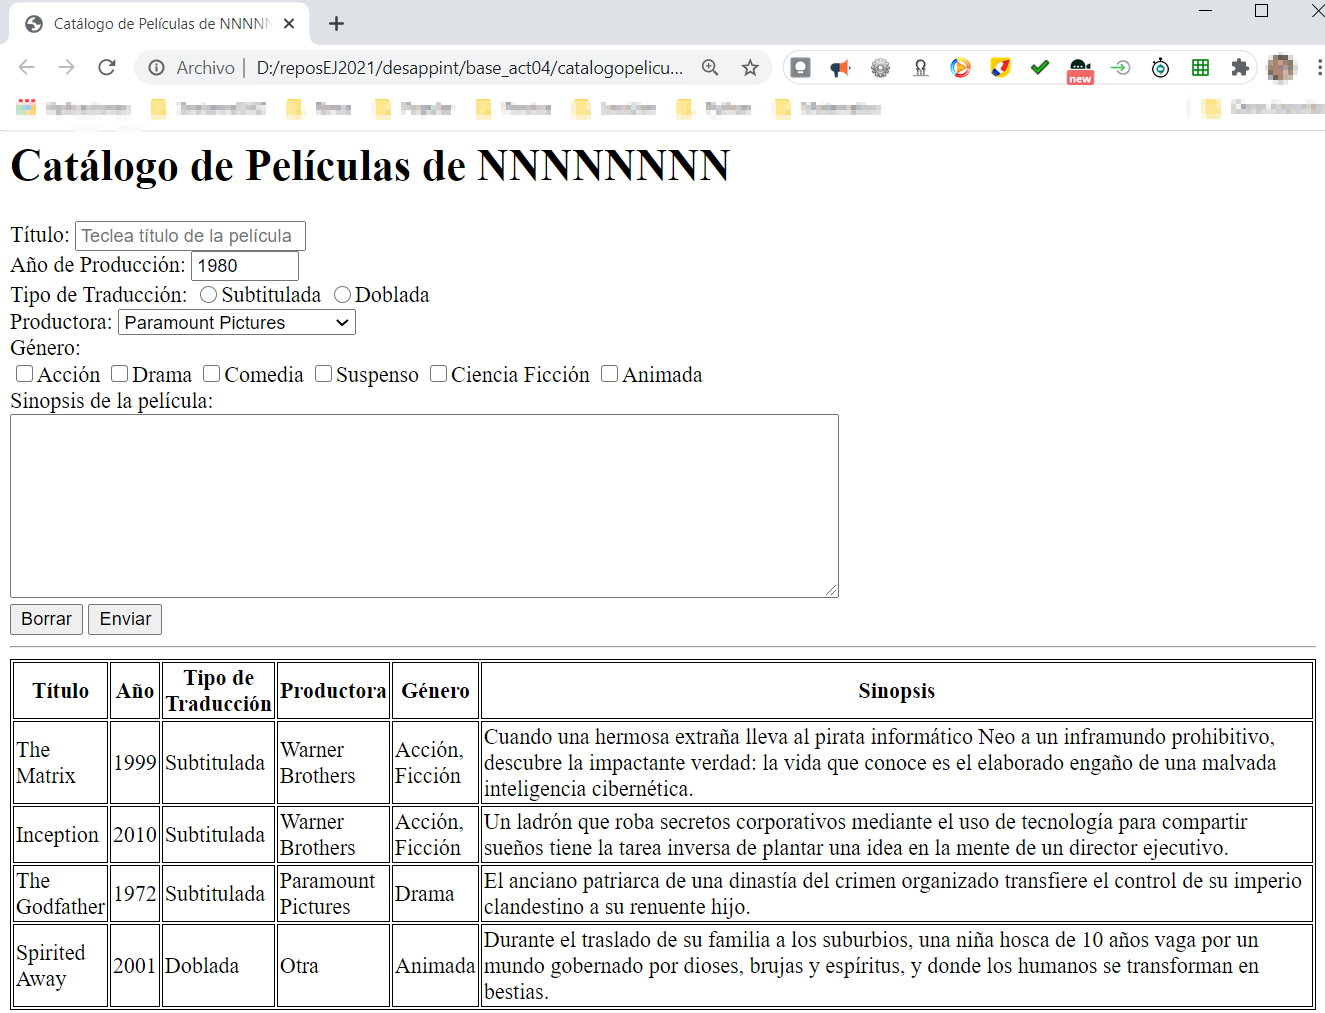 Catálogo de Películas de NNNNN
Archivo | D:/reposEJ2021/desappint/base_act04/catalogopelicu...
new
Catálogo de Películas de NNNNNNNN
Título: Teclea título de la película
Año de Producción: 1980
Tipo de Traducción: Subtitulada Doblada
Productora: Paramount Pictures
Género:
Acción Drama Comedia Suspenso Ciencia Ficción Animada
Sinopsis de la película:
Borrar Enviar
Título Año Tipo de Traducción Productora Género Sinopsis
The Matrix 1999 Subtitulada Warner Brothers Acción, Ficción Cuando una hermosa extraña lleva al pirata informático Neo a un inframundo prohibitivo,
descubre la impactante verdad: la vida que conoce es el elaborado engaño de una malvada
inteligencia cibernética.
Inception 2010 Subtitulada Warner Brothers Acción, Ficción Un ladrón que roba secretos corporativos mediante el uso de tecnología para compartir
sueños tiene la tarea inversa de plantar una idea en la mente de un director ejecutivo.
The Godfather 1972 Subtitulada Paramount Pictures Drama El anciano patriarca de una dinastía del crimen organizado transfiere el control de su imperio
clandestino a su renuente hijo.
Spirited Away 2001 Doblada Otra Animada Durante el traslado de su familia a los suburbios, una niña hosca de 10 años vaga por un
mundo gobernado por dioses, brujas y espíritus, y donde los humanos se transforman en
bestias.